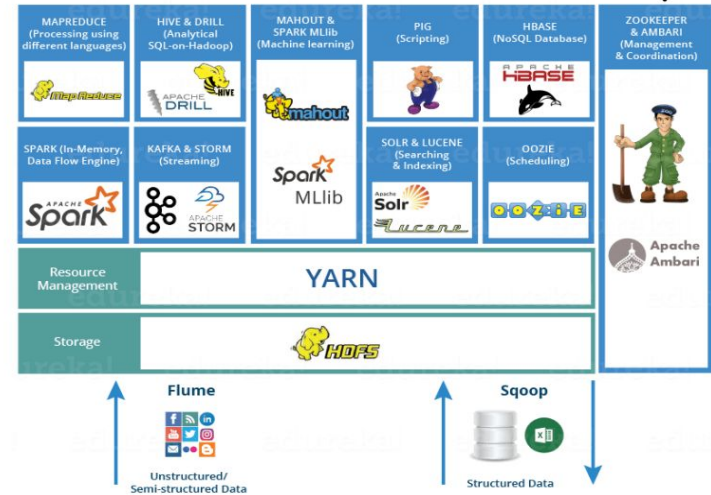 MAPREDUCE
(Processing using
different languages)
MapReduce
HIVE & DRILL
(Analytical
SQL-on-Hadoop)
HIVE
APACHE
DRILL
MAHOUT &
SPARK MLlib
(Machine learning)
mahout
Spark
MLlib
PIG
(Scripting)
HBASE
(NoSQL Database)
APACHE
HBASE
ZOOKEEPER
& AMBARI
(Management
& Coordination)
Apache
Ambari
SPARK (In-Memory,
Data Flow Engine)
APACHE
Spark
KAFKA & STORM
(Streaming)
APACHE
STORM
SOLR & LUCENE
(Searching
& Indexing)
Apache
Solr
Lucene
OOZIE
(Scheduling)
OOZIE
Resource
Management
YARN
Storage
HDFS
Flume
Unstructured/
Semi-structured Data
Sqoop
Structured Data
edureka!